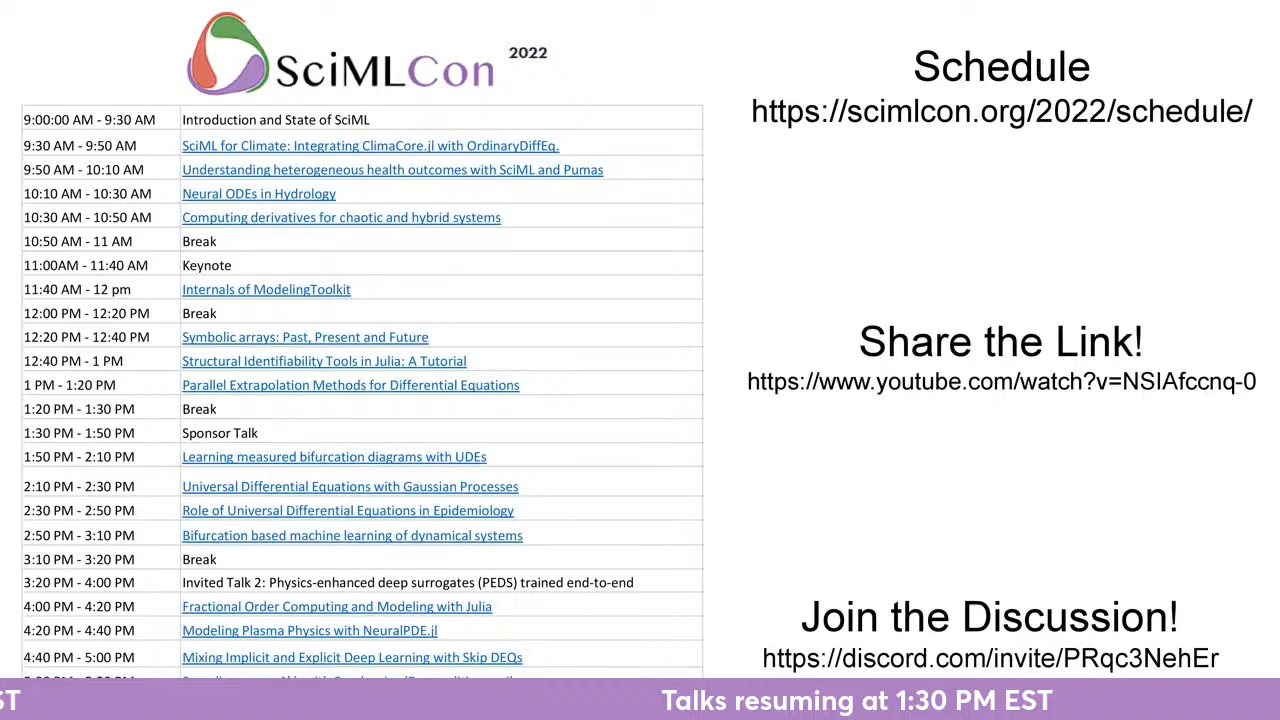 SciMLCon 2022
9:00:00 AM - 9:30 AM Introduction and State of SciML
9:30 AM - 9:50 AM SciML for Climate: Integrating ClimaCore.jl with OrdinaryDiffEq.
9:50 AM - 10:10 AM Understanding heterogeneous health outcomes with SciML and Pumas
10:10 AM - 10:30 AM Neural ODEs in Hydrology
10:30 AM - 10:50 AM Computing derivatives for chaotic and hybrid systems
10:50 AM - 11 AM Break
11:00AM - 11:40 AM Keynote
11:40 AM - 12 pm Internals of ModelingToolkit
12:00 PM - 12:20 PM Break
12:20 PM - 12:40 PM Symbolic arrays: Past, Present and Future
12:40 PM - 1 PM Structural Identifiability Tools in Julia: A Tutorial
1 PM - 1:20 PM Parallel Extrapolation Methods for Differential Equations
1:20 PM - 1:30 PM Break
1:30 PM - 1:50 PM Sponsor Talk
1:50 PM - 2:10 PM Learning measured bifurcation diagrams with UDEs
2:10 PM - 2:30 PM Universal Differential Equations with Gaussian Processes
2:30 PM - 2:50 PM Role of Universal Differential Equations in Epidemiology
2:50 PM - 3:10 PM Bifurcation based machine learning of dynamical systems
3:10 PM - 3:20 PM Break
3:20 PM - 4:00 PM Invited Talk 2: Physics-enhanced deep surrogates (PEDS) trained end-to-end
4:00 PM - 4:20 PM Fractional Order Computing and Modeling with Julia
4:20 PM - 4:40 PM Modeling Plasma Physics with NeuralPDE.jl
4:40 PM - 5:00 PM Mixing Implicit and Explicit Deep Learning with Skip DEQs
Schedule
https://scimlcon.org/2022/schedule/
Share the Link!
https://www.youtube.com/watch?v=NSIAfccnq-0
Join the Discussion!
https://discord.com/invite/PRqc3NehEr
ST Talks resuming at 1:30 PM EST